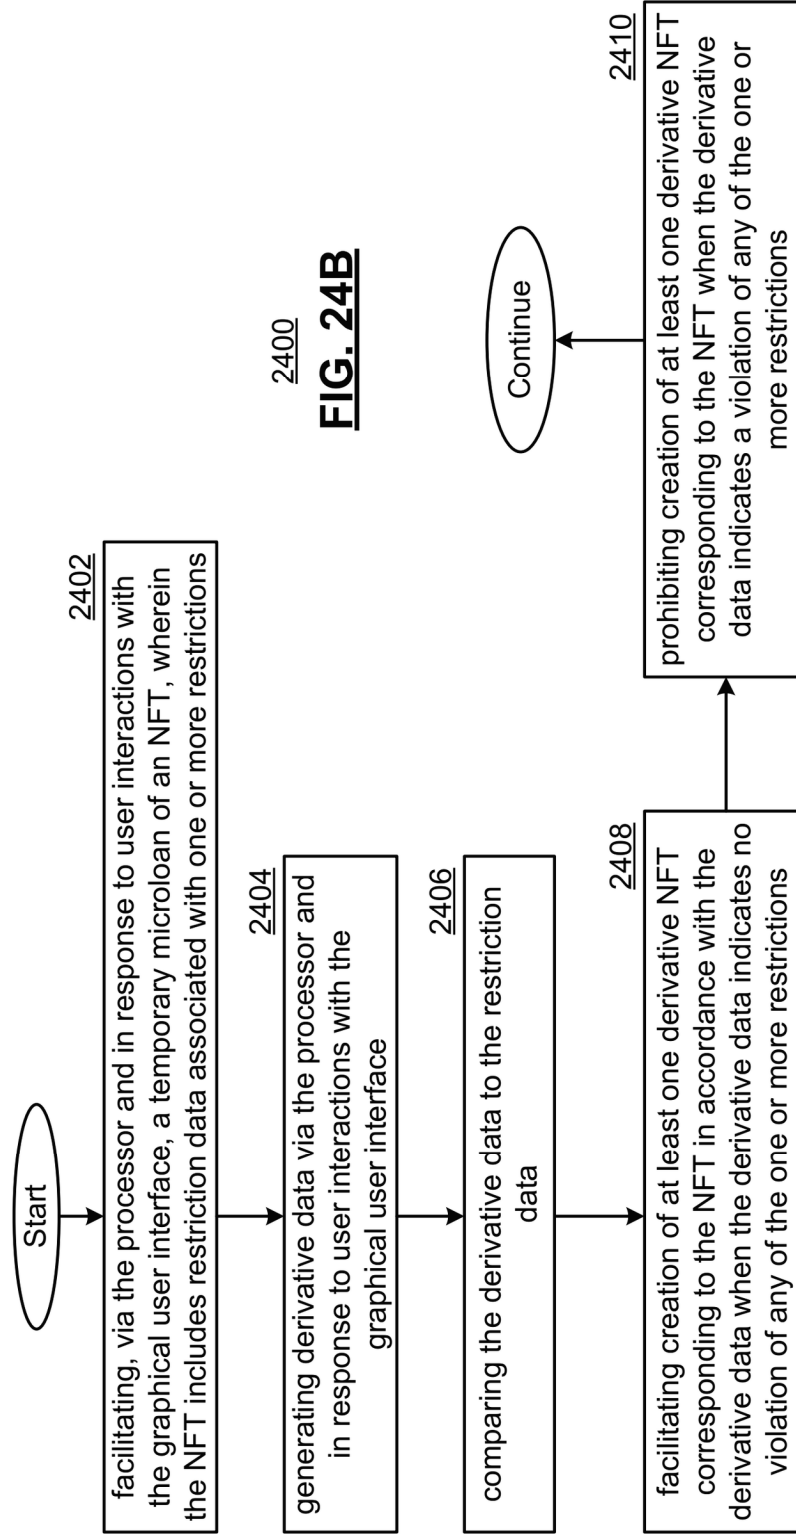 2400
FIG. 24B
Start
2402
facilitating, via the processor and in response to user interactions with
the graphical user interface, a temporary microloan of an NFT, wherein
the NFT includes restriction data associated with one or more restrictions
2404
generating derivative data via the processor and
in response to user interactions with the
graphical user interface
2406
comparing the derivative data to the restriction
data
2408
facilitating creation of at least one derivative NFT
corresponding to the NFT in accordance with the
derivative data when the derivative data indicates no
violation of any of the one or more restrictions
2410
prohibiting creation of at least one derivative NFT
corresponding to the NFT when the derivative
data indicates a violation of any of the one or
more restrictions
Continue